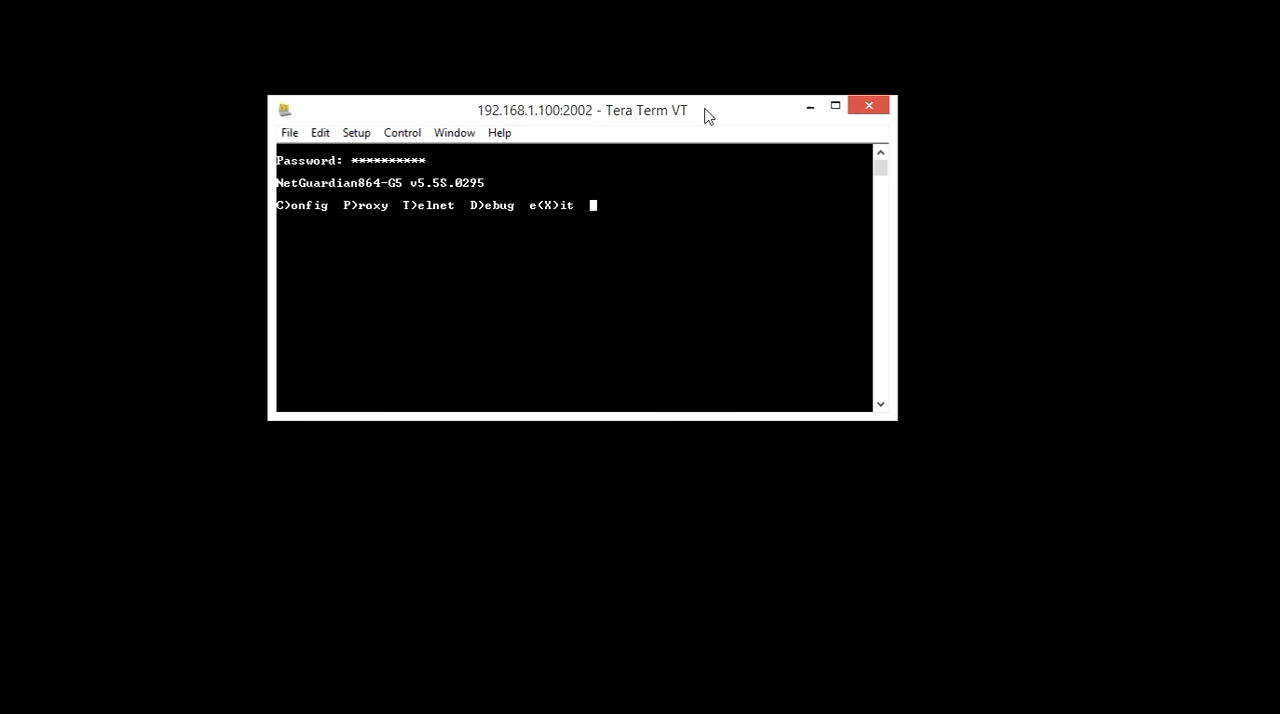 192.168.1.100:2002 - Tera Term VT
File Edit Setup Control Window Help
Password: **********
NetGuardian864-G5 v5.5S.0295
C)onfig P)roxy T)elnet D)ebug e(X)it